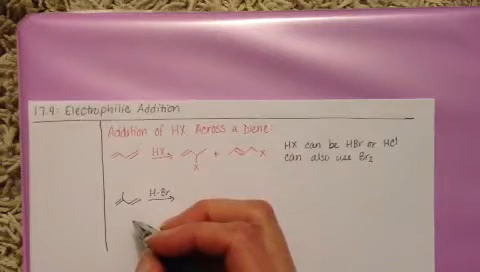 17.4: Electrophilic Addition
Addition of HX Across a Diene:
HX
X
+
X
HX can be HBr or HCl
can also use Br2
H-Br